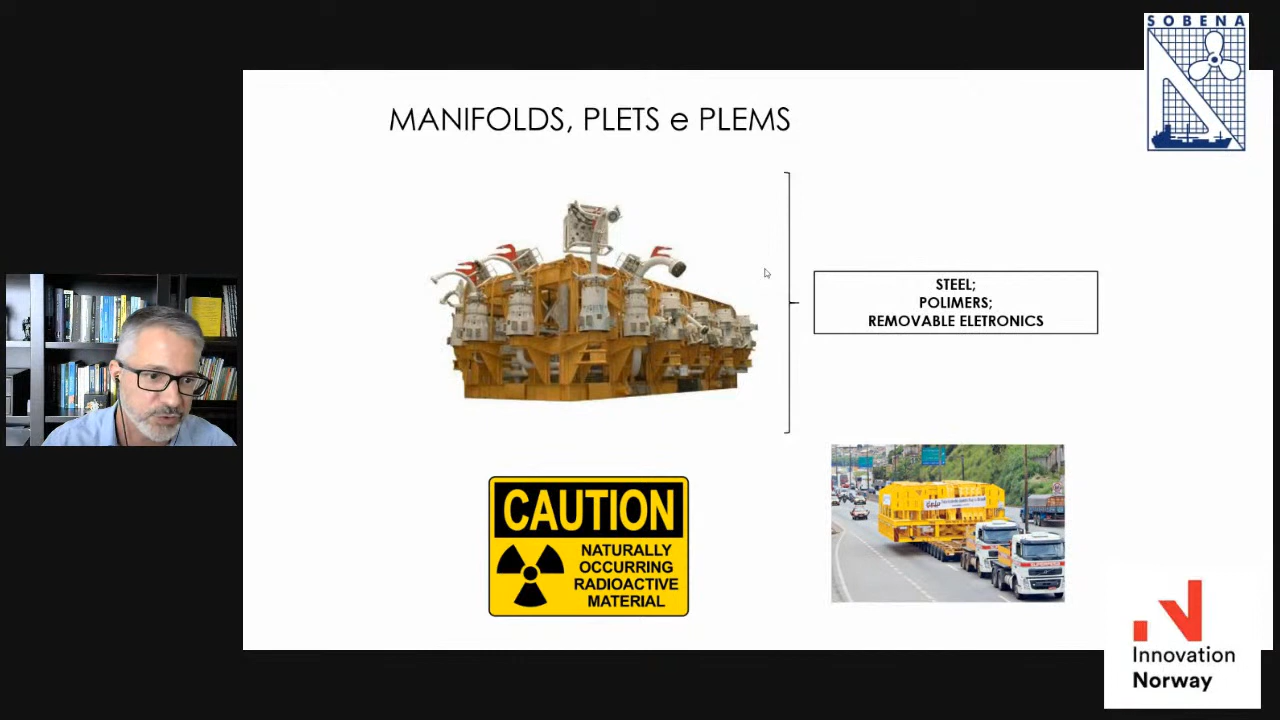 SOBENA
MANIFOLDS, PLETS e PLEMS
STEEL;
POLIMERS;
REMOVABLE ELETRONICS
CAUTION
NATURALLY
OCCURRING
RADIOACTIVE
MATERIAL
Innovation
Norway